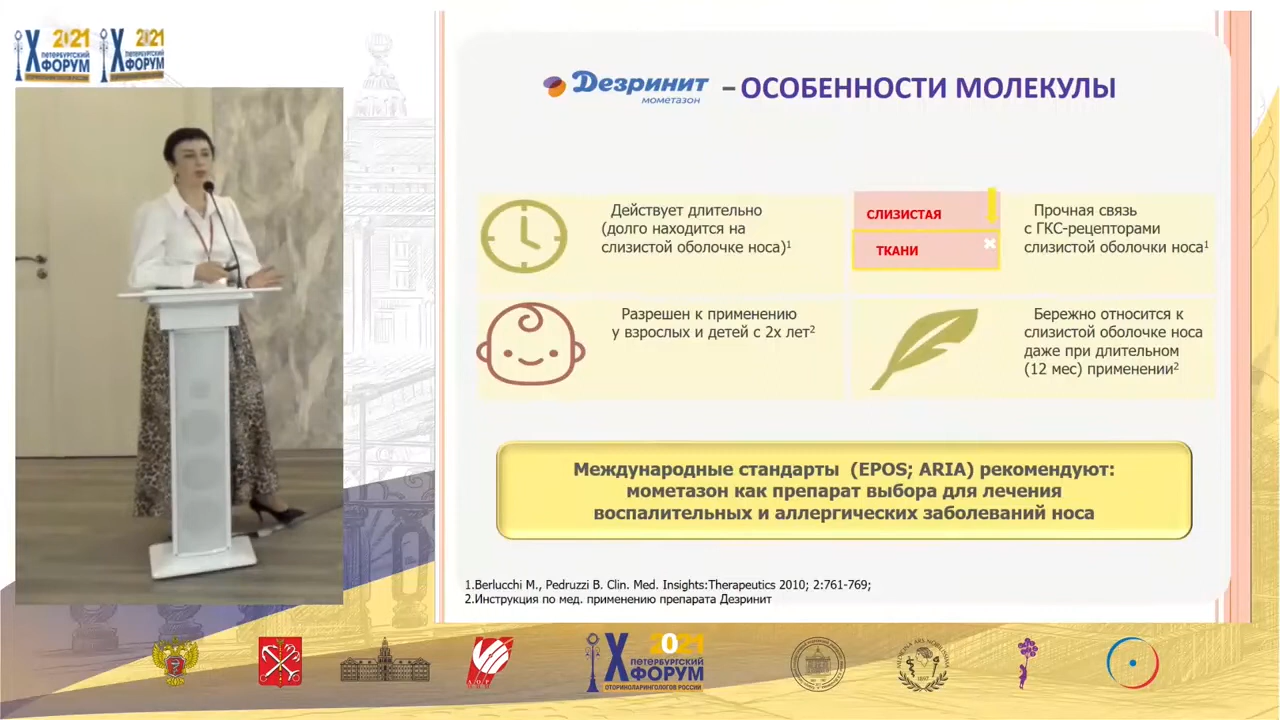 2021
X
ПЕТЕРБУРГСКИЙ
ФОРУМ
2021
X
ПЕТЕРБУРГСКИЙ
ФОРУМ
Дезринит
мометазон
– ОСОБЕННОСТИ МОЛЕКУЛЫ
Действует длительно
(долго находится на
слизистой оболочке носа)¹
СЛИЗИСТАЯ
ТКАНИ
Прочная связь
с ГКС-рецепторами
слизистой оболочки носа¹
Разрешен к применению
у взрослых и детей с 2х лет²
Бережно относится к
слизистой оболочке носа
даже при длительном
(12 мес) применении²
Международные стандарты (EPOS; ARIA) рекомендуют:
мометазон как препарат выбора для лечения
воспалительных и аллергических заболеваний носа
1.Berlucchi M., Pedruzzi B. Clin. Med. Insights:Therapeutics 2010; 2:761-769;
2.Инструкция по мед. применению препарата Дезринит
2021
X
ПЕТЕРБУРГСКИЙ
ФОРУМ
ОТОРИНОЛАРИНГОЛОГОВ РОССИИ